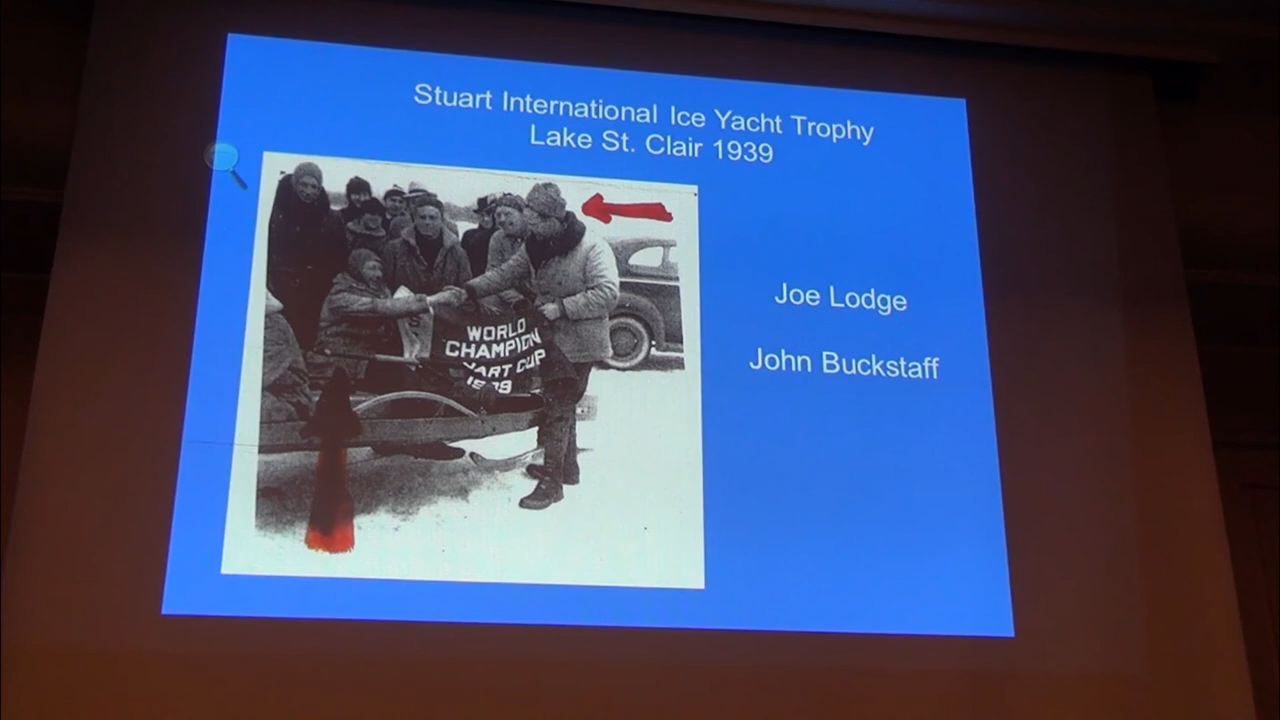 Stuart International Ice Yacht Trophy
Lake St. Clair 1939
WORLD
CHAMPION
CUP
Joe Lodge
John Buckstaff